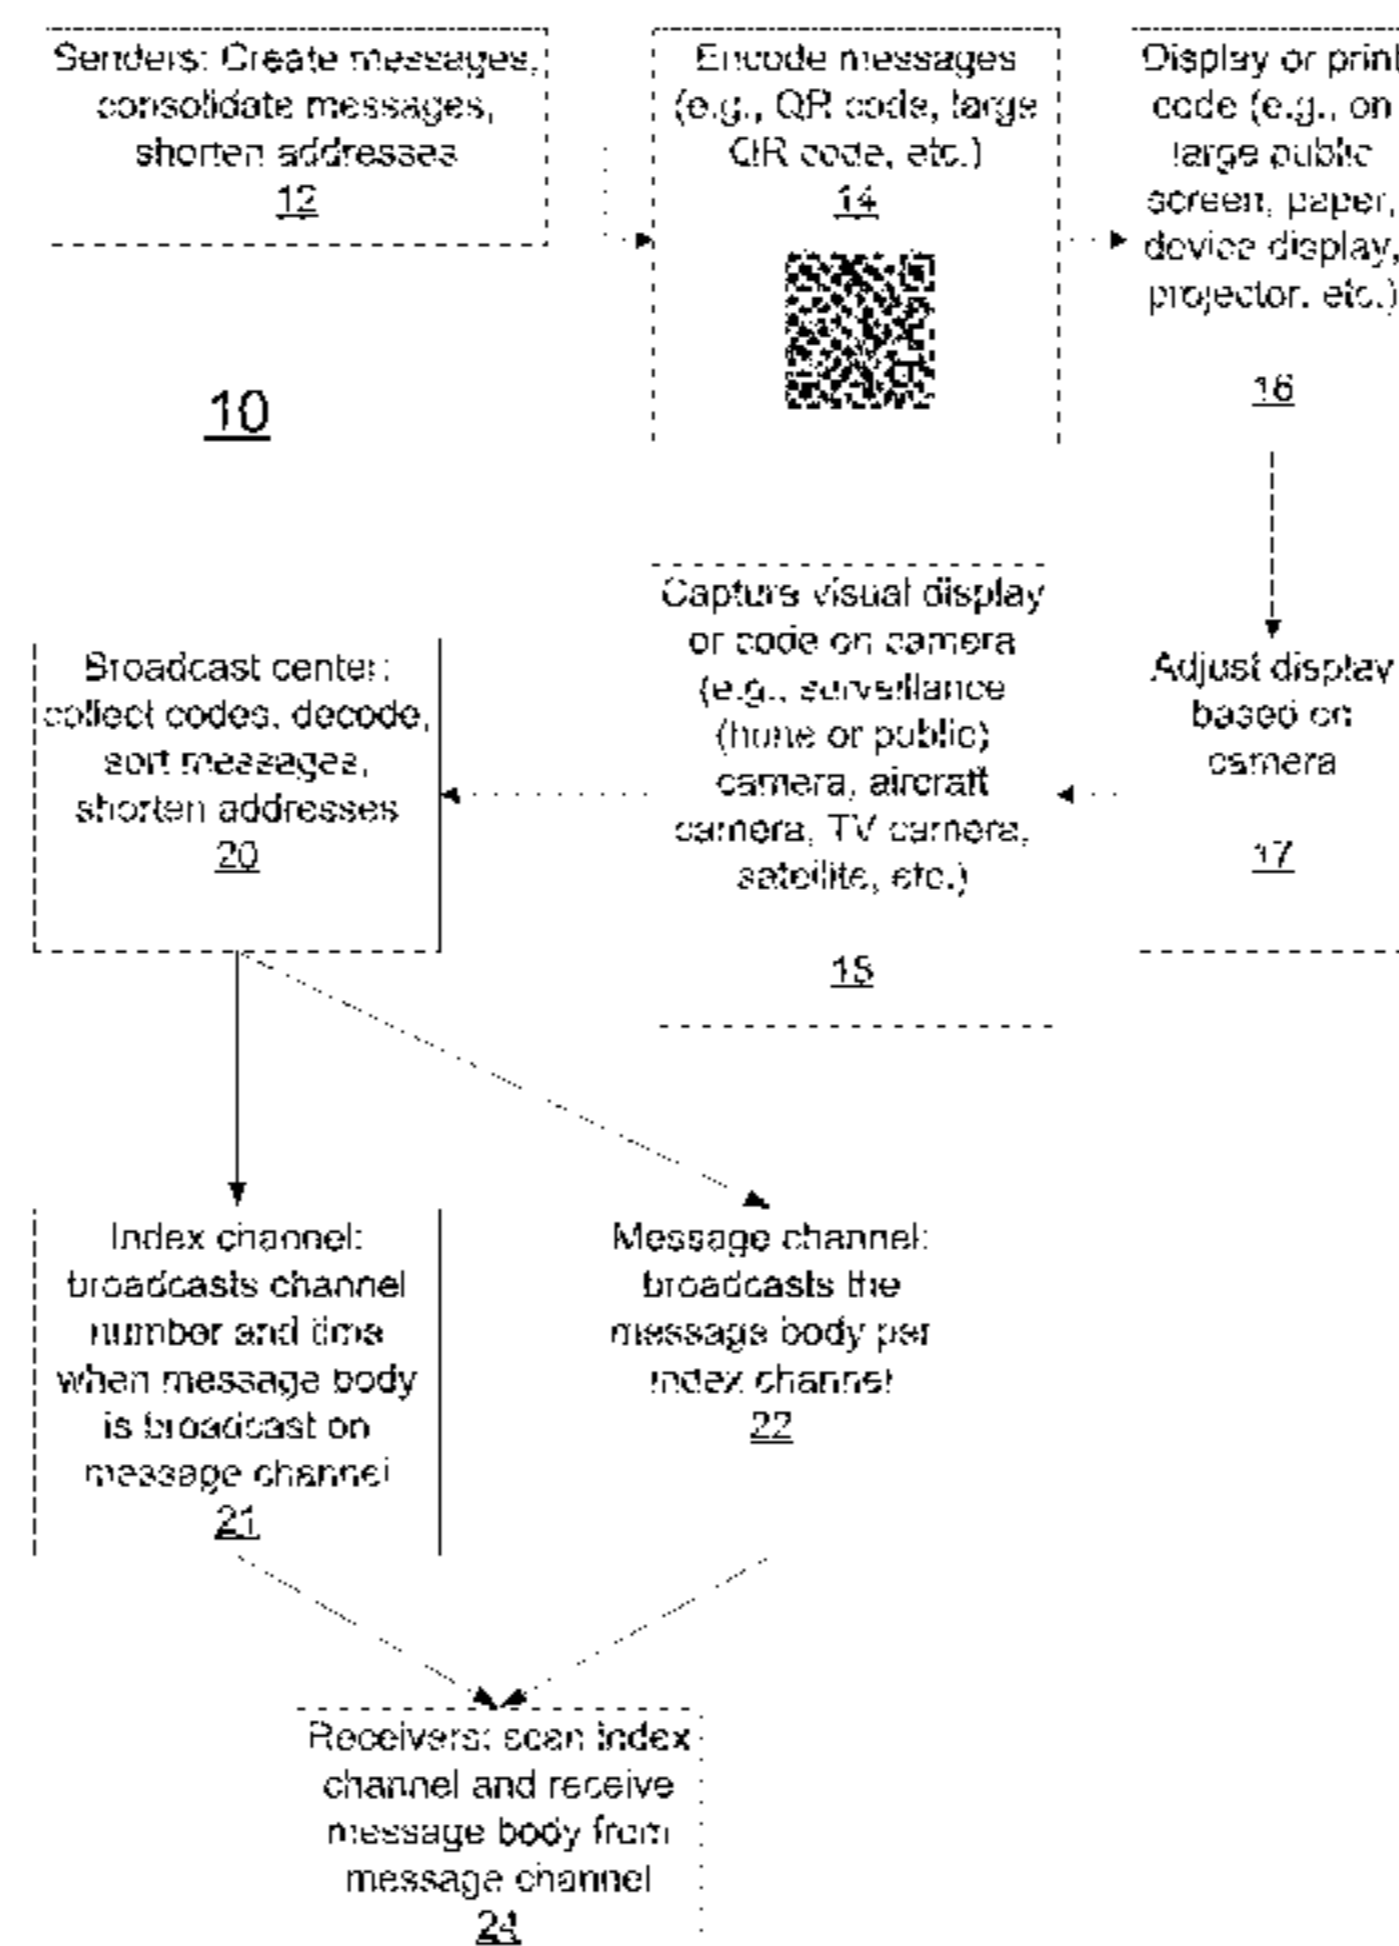 Senders: Create messages,
consolidate messages,
shorten addresses
12
Encode messages
(e.g., QR code, large
QR code, etc.)
14
Display or print
code (e.g., on
large public
screen, paper,
device display,
projector, etc.)
16
10
Adjust display
based on
camera
17
Capture visual display
or code on camera
(e.g., surveillance
(home or public)
camera, aircraft
camera, TV camera,
satellite, etc.)
18
Broadcast center:
collect codes, decode,
sort messages,
shorten addresses
20
Index channel:
broadcasts channel
number and time
when message body
is broadcast on
message channel
21
Message channel:
broadcasts the
message body per
index channel
22
Receivers: scan index
channel and receive
message body from
message channel
24